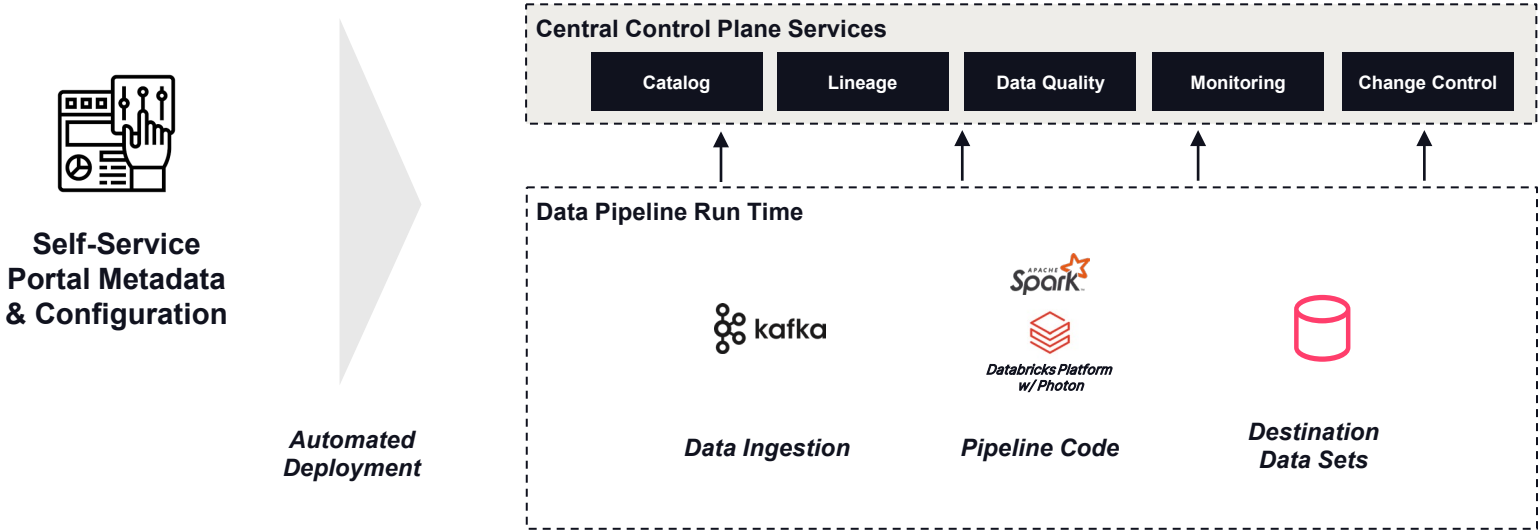 Central Control Plane Services
Catalog
Lineage
Data Quality
Monitoring
Change Control
Self-Service
Portal Metadata
& Configuration
Automated
Deployment
Data Pipeline Run Time
kafka
Data Ingestion
APACHE
Spark™
Databricks Platform
w/ Photon
Pipeline Code
Destination
Data Sets